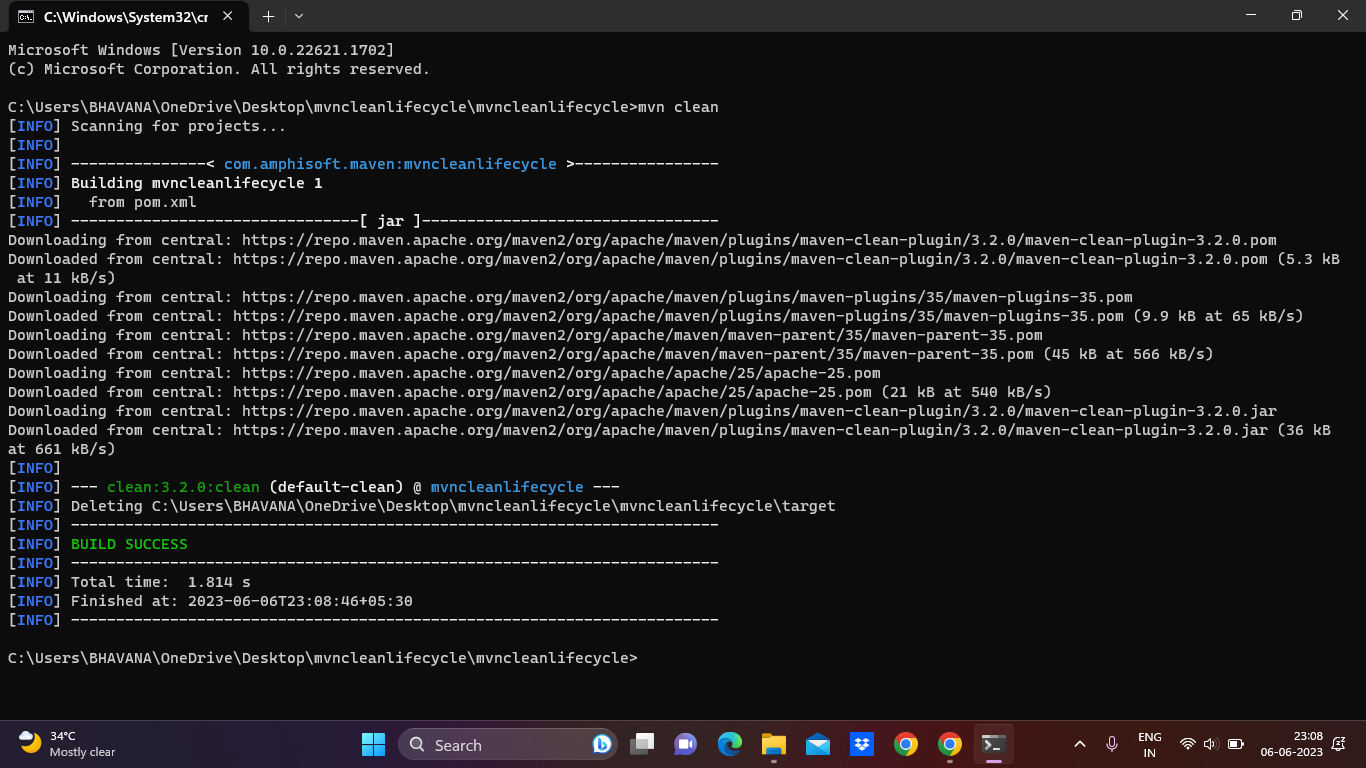 C:\Windows\System32\cr
Microsoft Windows [Version 10.0.22621.1702]
(c) Microsoft Corporation. All rights reserved.
C:\Users\BHAVANA\OneDrive\Desktop\mvncleanlifecycle\mvncleanlifecycle>mvn clean
[INFO] Scanning for projects...
[INFO]
[INFO] ---------------< com.amphisoft.maven:mvncleanlifecycle >----------------
[INFO] Building mvncleanlifecycle 1
[INFO]   from pom.xml
[INFO] --------------------------------[ jar ]---------------------------------
Downloading from central: https://repo.maven.apache.org/maven2/org/apache/maven/plugins/maven-clean-plugin/3.2.0/maven-clean-plugin-3.2.0.pom
Downloaded from central: https://repo.maven.apache.org/maven2/org/apache/maven/plugins/maven-clean-plugin/3.2.0/maven-clean-plugin-3.2.0.pom (5.3 kB
 at 11 kB/s)
Downloading from central: https://repo.maven.apache.org/maven2/org/apache/maven/plugins/maven-plugins/35/maven-plugins-35.pom
Downloaded from central: https://repo.maven.apache.org/maven2/org/apache/maven/plugins/maven-plugins/35/maven-plugins-35.pom (9.9 kB at 65 kB/s)
Downloading from central: https://repo.maven.apache.org/maven2/org/apache/maven/maven-parent/35/maven-parent-35.pom
Downloaded from central: https://repo.maven.apache.org/maven2/org/apache/maven/maven-parent/35/maven-parent-35.pom (45 kB at 566 kB/s)
Downloading from central: https://repo.maven.apache.org/maven2/org/apache/apache/25/apache-25.pom
Downloaded from central: https://repo.maven.apache.org/maven2/org/apache/apache/25/apache-25.pom (21 kB at 540 kB/s)
Downloading from central: https://repo.maven.apache.org/maven2/org/apache/maven/plugins/maven-clean-plugin/3.2.0/maven-clean-plugin-3.2.0.jar
Downloaded from central: https://repo.maven.apache.org/maven2/org/apache/maven/plugins/maven-clean-plugin/3.2.0/maven-clean-plugin-3.2.0.jar (36 kB
at 661 kB/s)
[INFO]
[INFO] --- clean:3.2.0:clean (default-clean) @ mvncleanlifecycle ---
[INFO] Deleting C:\Users\BHAVANA\OneDrive\Desktop\mvncleanlifecycle\mvncleanlifecycle\target
[INFO] ------------------------------------------------------------------------
[INFO] BUILD SUCCESS
[INFO] ------------------------------------------------------------------------
[INFO] Total time:  1.814 s
[INFO] Finished at: 2023-06-06T23:08:46+05:30
[INFO] ------------------------------------------------------------------------
C:\Users\BHAVANA\OneDrive\Desktop\mvncleanlifecycle\mvncleanlifecycle>
34°C
Mostly clear
Search
ENG
IN
23:08
06-06-2023